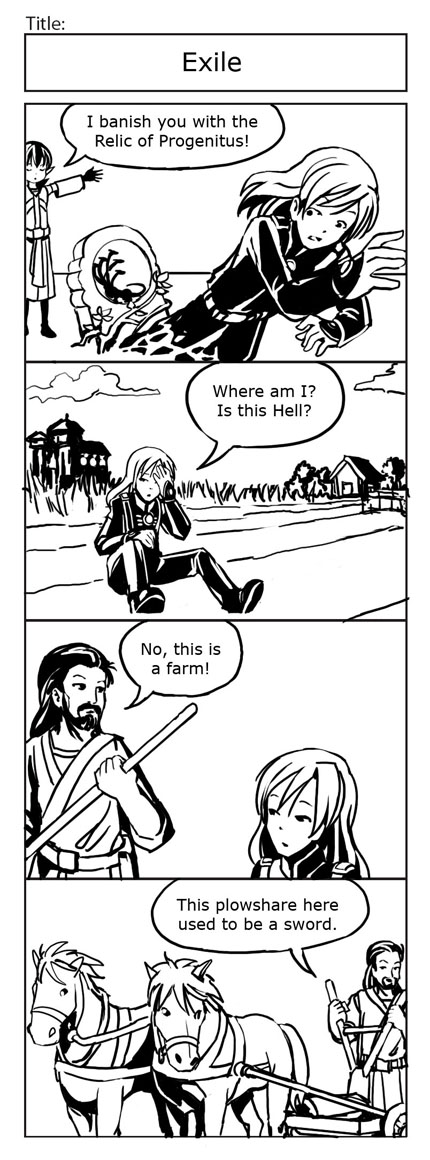 Title:
Exile
I banish you with the
Relic of Progenitus!
Where am I?
Is this Hell?
No, this is
a farm!
This plowshare here
used to be a sword.